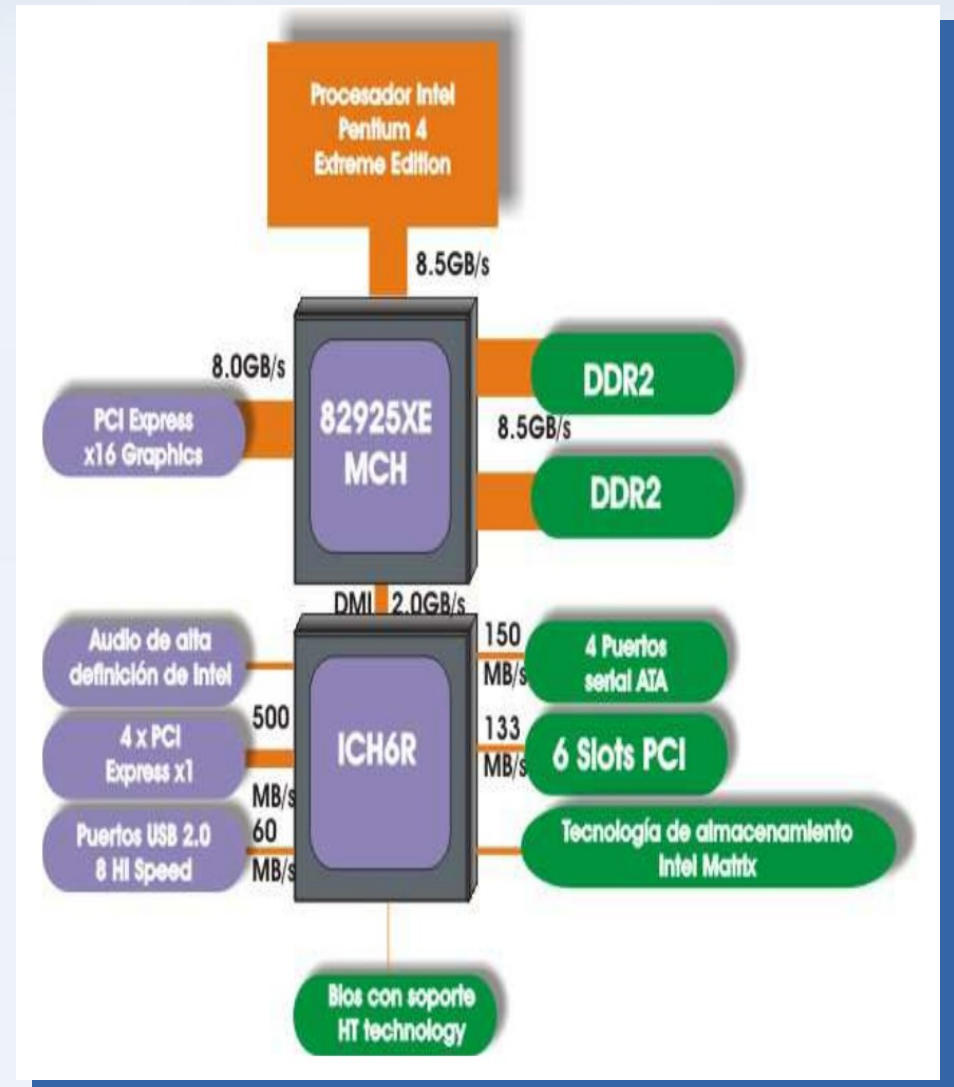 Procesador Intel
Pentium 4
Extreme Edition
8.5GB/s
8.0GB/s
PCI Express
x16 Graphics
82925XE
MCH
DDR2
8.5GB/s
DDR2
DMI 2.0GB/s
Audio de alta
definición de Intel
150
MB/s
4 Puertos
serial ATA
500
MB/s
4 x PCI
Express x1
ICH6R
133
MB/s
6 Slots PCI
Puertos USB 2.0
8 HI Speed
60
MB/s
Tecnología de almacenamiento
Intel Matrix
Bios con soporte
HT technology